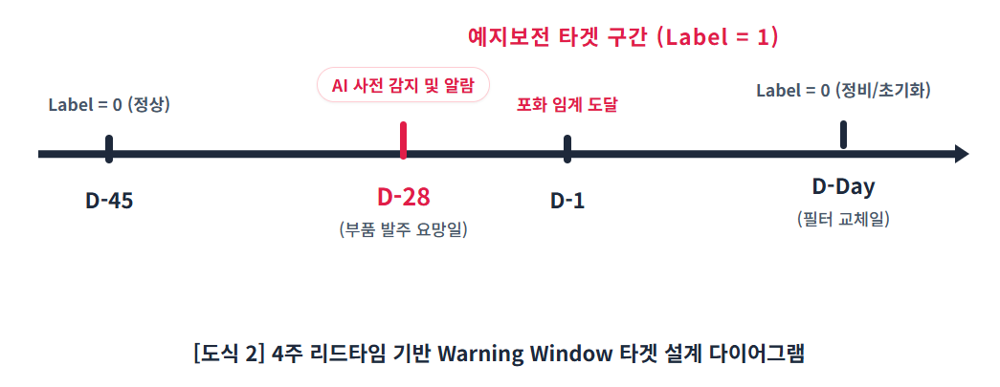 예지보전 타겟 구간 (Label = 1)
AI 사전 감지 및 알람
Label = 0 (정상)
포화 임계 도달
Label = 0 (정비/초기화)
D-45
D-28
(부품 발주 요망일)
D-1
D-Day
(필터 교체일)
[도식 2] 4주 리드타임 기반 Warning Window 타겟 설계 다이어그램